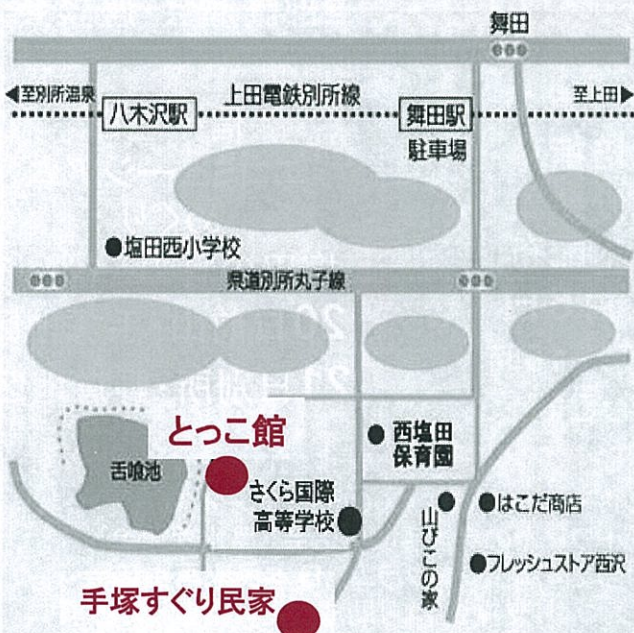 舞田
◀至別所温泉
八木沢駅
上田電鉄別所線
舞田駅
至上田▶
駐車場
塩田西小学校
県道別所丸子線
とっこ館
西塩田
保育園
舌喰池
さくら国際
高等学校
山びこの家
はこだ商店
フレッシュストア西沢
手塚すぐり民家